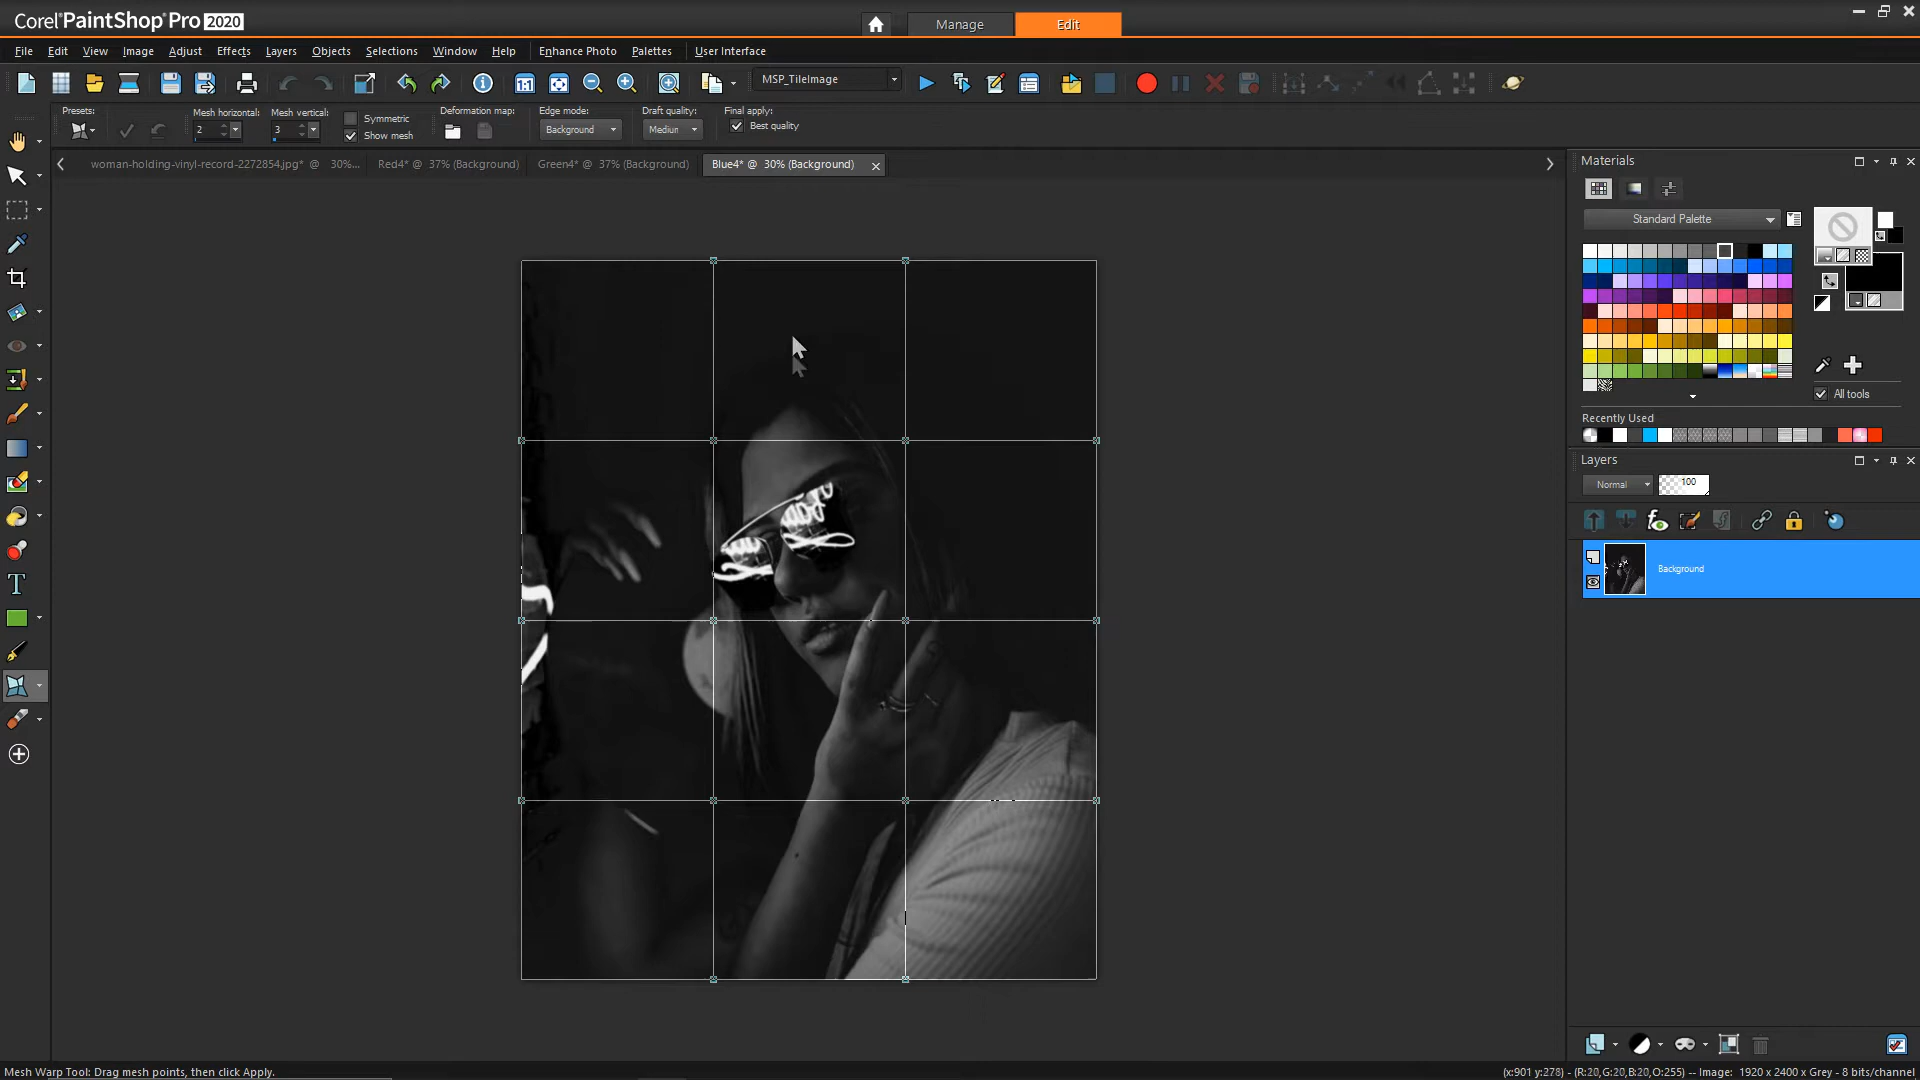 Corel® PaintShop® Pro 2020
Manage
Edit
File Edit View Image Adjust Effects Layers Objects Selections Window Help Enhance Photo Palettes User Interface
MSP_TileImage
Presets:
Mesh horizontal:
2
Mesh vertical:
3
Symmetric
Show mesh
Deformation map:
Edge mode:
Background
Draft quality:
Mediun
Final apply:
Best quality
woman-holding-vinyl-record-2272854.jpg* @ 30%...
Red4* @ 37% (Background)
Green4* @ 37% (Background)
Blue4* @ 30% (Background)
Materials
Standard Palette
All tools
Recently Used
Layers
Normal
100
Background
Mesh Warp Tool: Drag mesh points, then click Apply.
(x:901 y:278) - (R:20,G:20,B:20,O:255) -- Image: 1920 x 2400 x Grey - 8 bits/channel